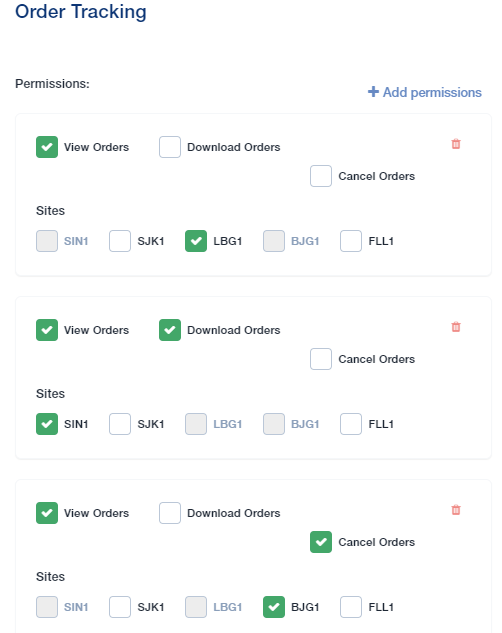 Order Tracking
Permissions:
Add permissions
View Orders Download Orders
Cancel Orders
Sites
SIN1 SJK1 LBG1 BJG1 FLL1
View Orders Download Orders
Cancel Orders
Sites
SIN1 SJK1 LBG1 BJG1 FLL1
View Orders Download Orders
Cancel Orders
Sites
SIN1 SJK1 LBG1 BJG1 FLL1